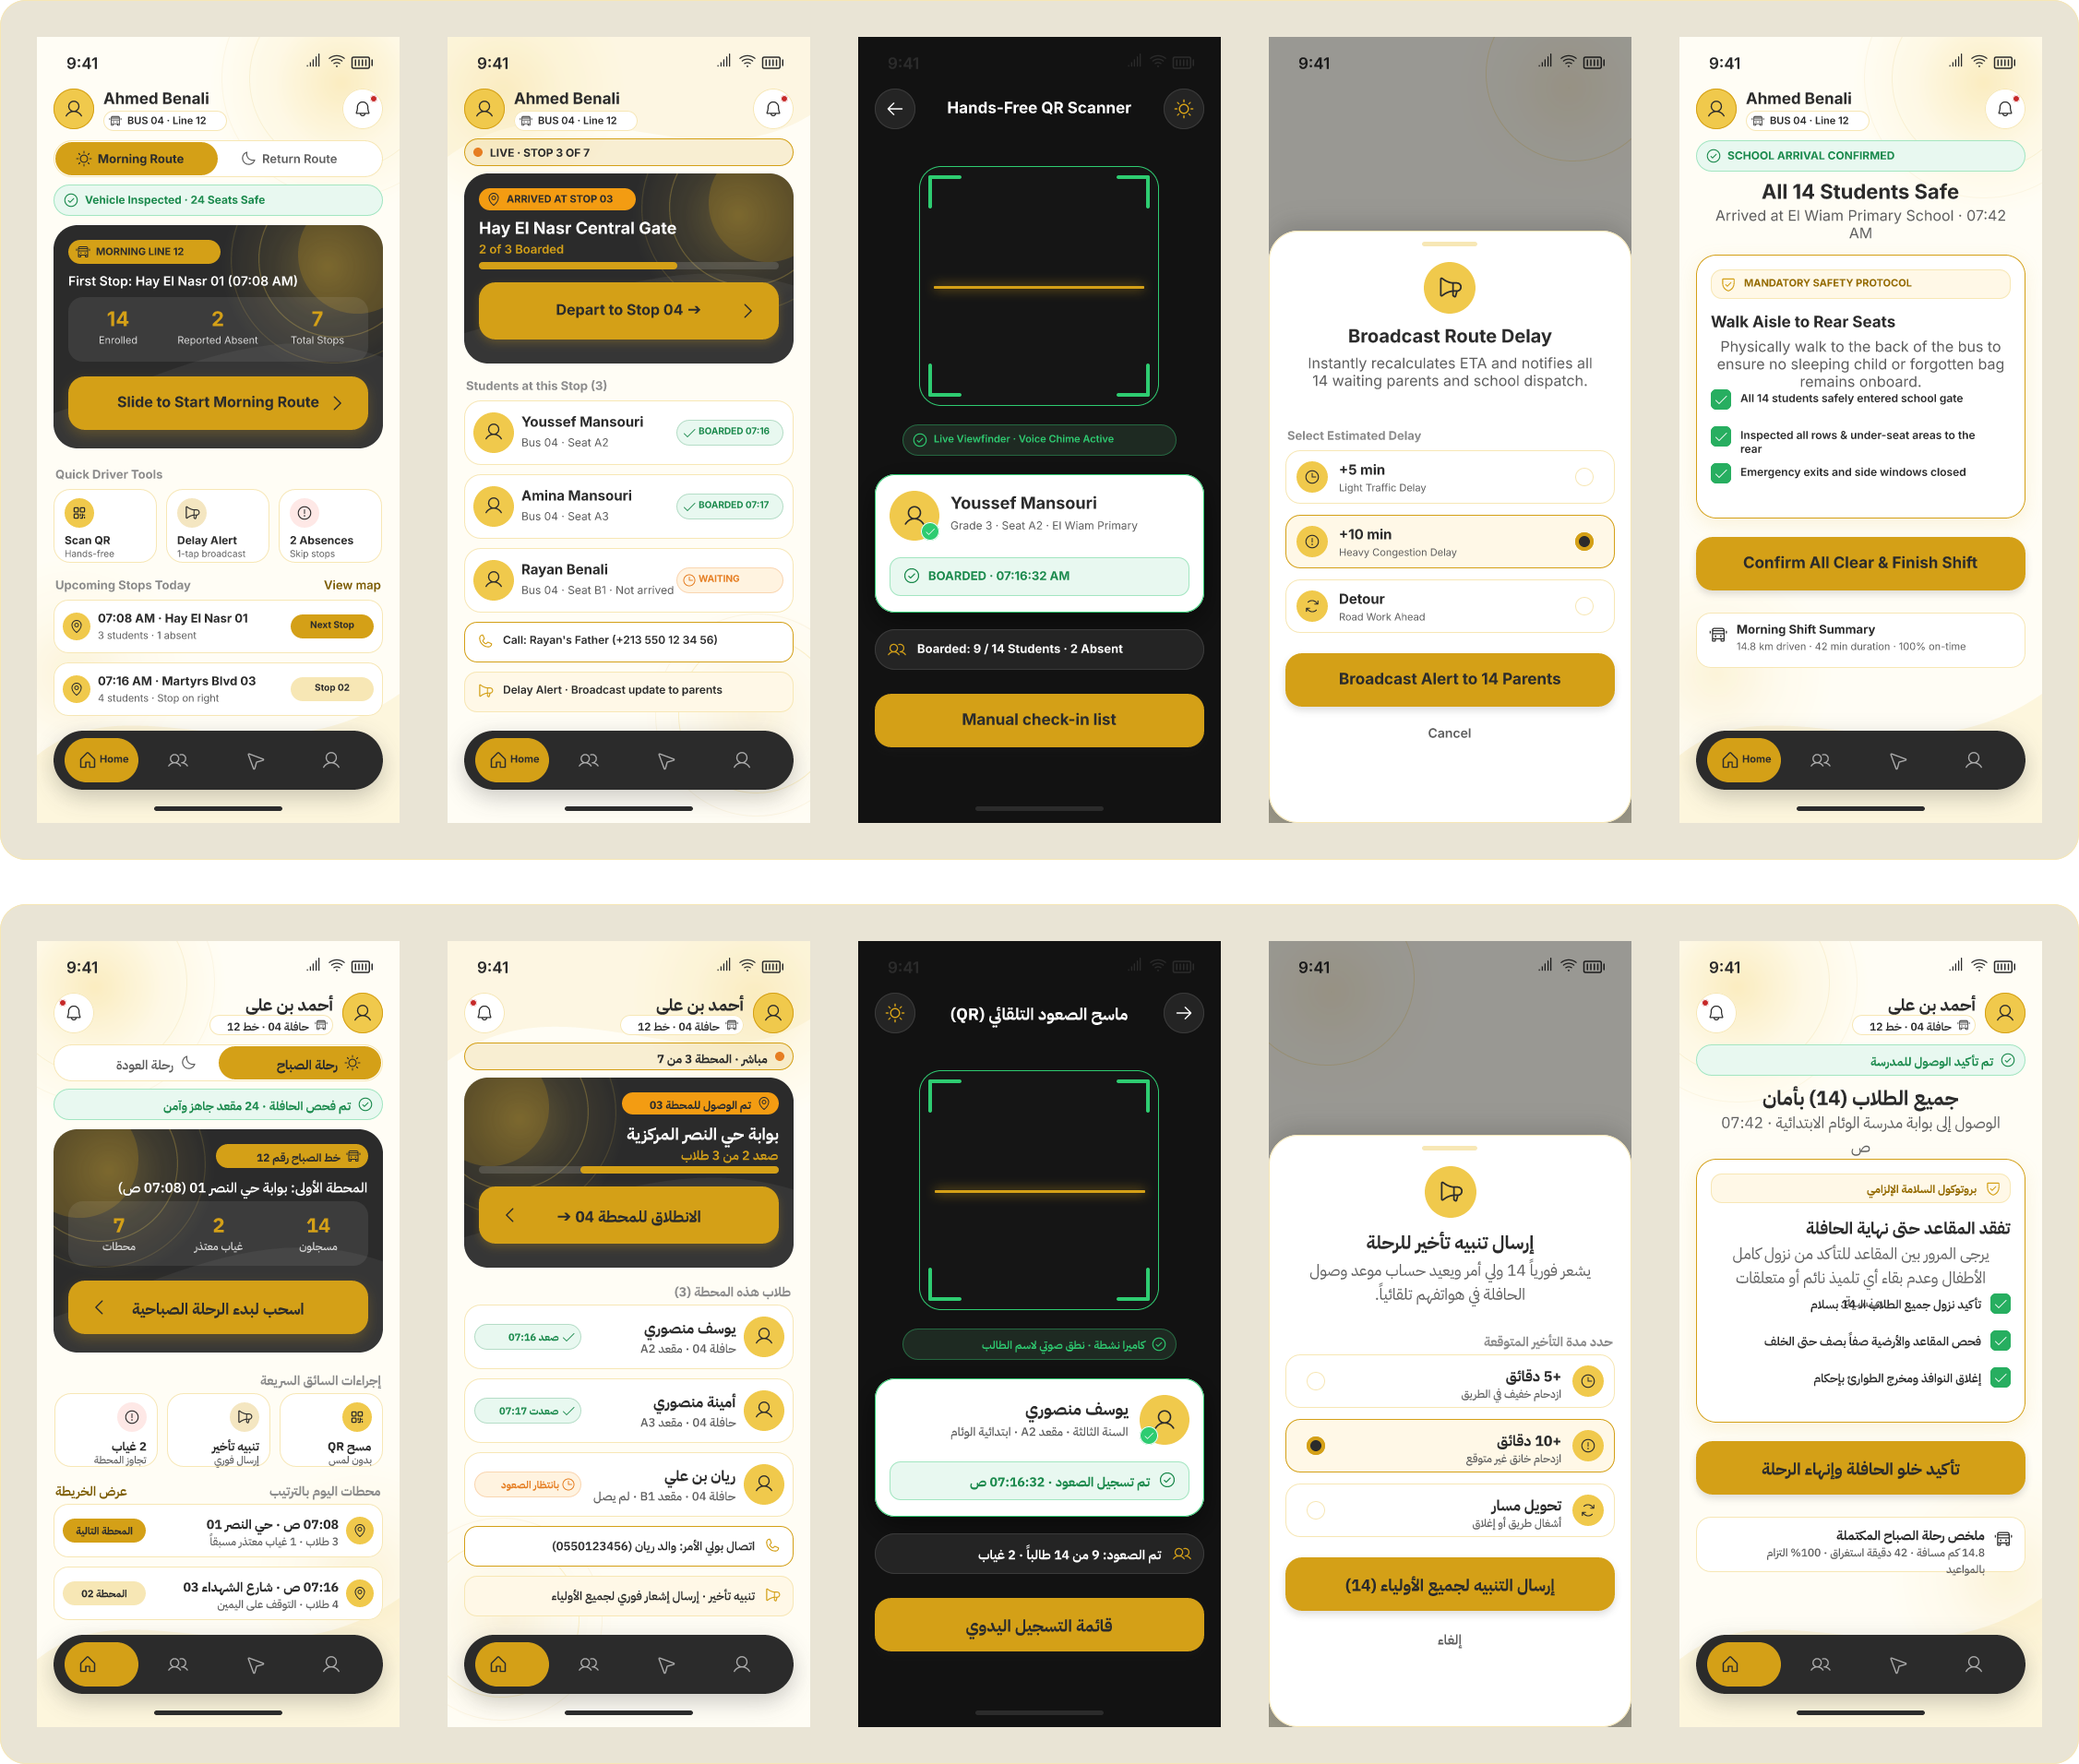 9:41
Ahmed Benali
BUS 04 · Line 12
Morning Route
Return Route
Vehicle Inspected · 24 Seats Safe
MORNING LINE 12
First Stop: Hay El Nasr 01 (07:08 AM)
14
2
7
Enrolled
Reported Absent
Total Stops
Slide to Start Morning Route
Quick Driver Tools
Scan QR
Hands-free
Delay Alert
1-tap broadcast
2 Absences
Skip stops
Upcoming Stops Today
View map
07:08 AM · Hay El Nasr 01
3 students · 1 absent
Next Stop
07:16 AM · Martyrs Blvd 03
4 students · Stop on right
Stop 02
Home
9:41
Ahmed Benali
BUS 04 · Line 12
LIVE · STOP 3 OF 7
ARRIVED AT STOP 03
Hay El Nasr Central Gate
2 of 3 Boarded
Depart to Stop 04 →
Students at this Stop (3)
Youssef Mansouri
Bus 04 · Seat A2
BOARDED 07:16
Amina Mansouri
Bus 04 · Seat A3
BOARDED 07:17
Rayan Benali
Bus 04 · Seat B1 · Not arrived
WAITING
Call: Rayan's Father (+213 550 12 34 56)
Delay Alert · Broadcast update to parents
Home
9:41
Hands-Free QR Scanner
Live Viewfinder · Voice Chime Active
Youssef Mansouri
Grade 3 · Seat A2 · El Wiam Primary
BOARDED · 07:16:32 AM
Boarded: 9 / 14 Students · 2 Absent
Manual check-in list
9:41
Broadcast Route Delay
Instantly recalculates ETA and notifies all
14 waiting parents and school dispatch.
Select Estimated Delay
+5 min
Light Traffic Delay
+10 min
Heavy Congestion Delay
Detour
Road Work Ahead
Broadcast Alert to 14 Parents
Cancel
9:41
Ahmed Benali
BUS 04 · Line 12
SCHOOL ARRIVAL CONFIRMED
All 14 Students Safe
Arrived at El Wiam Primary School · 07:42
AM
MANDATORY SAFETY PROTOCOL
Walk Aisle to Rear Seats
Physically walk to the back of the bus to
ensure no sleeping child or forgotten bag
remains onboard.
All 14 students safely entered school gate
Inspected all rows & under-seat areas to the
rear
Emergency exits and side windows closed
Confirm All Clear & Finish Shift
Morning Shift Summary
14.8 km driven · 42 min duration · 100% on-time
Home
9:41
أحمد بن على
حافلة 04 · خط 12
رحلة الصباح
رحلة العودة
تم فحص الحافلة · 24 مقعد جاهز وآمن
خط الصباح رقم 12
المحطة الأولى: بوابة حي النصر 01 (07:08 ص)
14
2
7
مسجلون
غياب معتذر
محطات
اسحب لبدء الرحلة الصباحية
إجراءات السائق السريعة
مسح QR
بدون لمس
تنبيه تأخير
إرسال فوري
2 غياب
تجاوز المحطة
محطات اليوم بالترتيب
عرض الخريطة
07:08 ص · حي النصر 01
3 طلاب · 1 غياب معتذر مسبقاً
المحطة التالية
07:16 ص · شارع الشهداء 03
4 طلاب · التوقف على اليمين
المحطة 02
9:41
أحمد بن على
حافلة 04 · خط 12
مباشر · المحطة 3 من 7
تم الوصول للمحطة 03
بوابة حي النصر المركزية
صعد 2 من 3 طلاب
الانطلاق للمحطة 04 →
طلاب هذه المحطة (3)
يوسف منصوري
حافلة 04 · مقعد A2
صعد 07:16
أمينة منصوري
حافلة 04 · مقعد A3
صعدت 07:17
ريان بن علي
حافلة 04 · مقعد B1 · لم يصل
بانتظار الصعود
اتصال بولي الأمر: والد ريان (0550123456)
تنبيه تأخير · إرسال إشعار فوري لجميع الأولياء
9:41
ماسح الصعود التلقائي (QR)
كاميرا نشطة · نطق صوتي لاسم الطالب
يوسف منصوري
السنة الثالثة · مقعد A2 · ابتدائية الوئام
تم تسجيل الصعود · 07:16:32 ص
تم الصعود: 9 من 14 طالباً · 2 غياب
قائمة التسجيل اليدوي
9:41
إرسال تنبيه تأخير للرحلة
يشعر فورياً 14 ولي أمر ويعيد حساب موعد وصول
الحافلة في هواتفهم تلقائياً.
حدد مدة التأخير المتوقعة
+5 دقائق
ازدحام خفيف في الطريق
+10 دقائق
ازدحام خانق غير متوقع
تحويل مسار
أشغال طريق أو إغلاق
إرسال التنبيه لجميع الأولياء (14)
إلغاء
9:41
أحمد بن على
حافلة 04 · خط 12
تم تأكيد الوصول للمدرسة
جميع الطلاب (14) بأمان
الوصول إلى بوابة مدرسة الوئام الابتدائية · 07:42
ص
بروتوكول السلامة الإلزامي
تفقد المقاعد حتى نهاية الحافلة
يرجى المرور بين المقاعد للتأكد من نزول كامل
الأطفال وعدم بقاء أي تلميذ نائم أو متعلقات
تأكيد نزول جميع الطلاب الـ 14 بسلام
فحص المقاعد والأرضية صفاً بصف حتى الخلف
إغلاق النوافذ ومخرج الطوارئ بإحكام
تأكيد خلو الحافلة وإنهاء الرحلة
ملخص رحلة الصباح المكتملة
14.8 كم مسافة · 42 دقيقة استغراق · 100% التزام
بالمواعيد